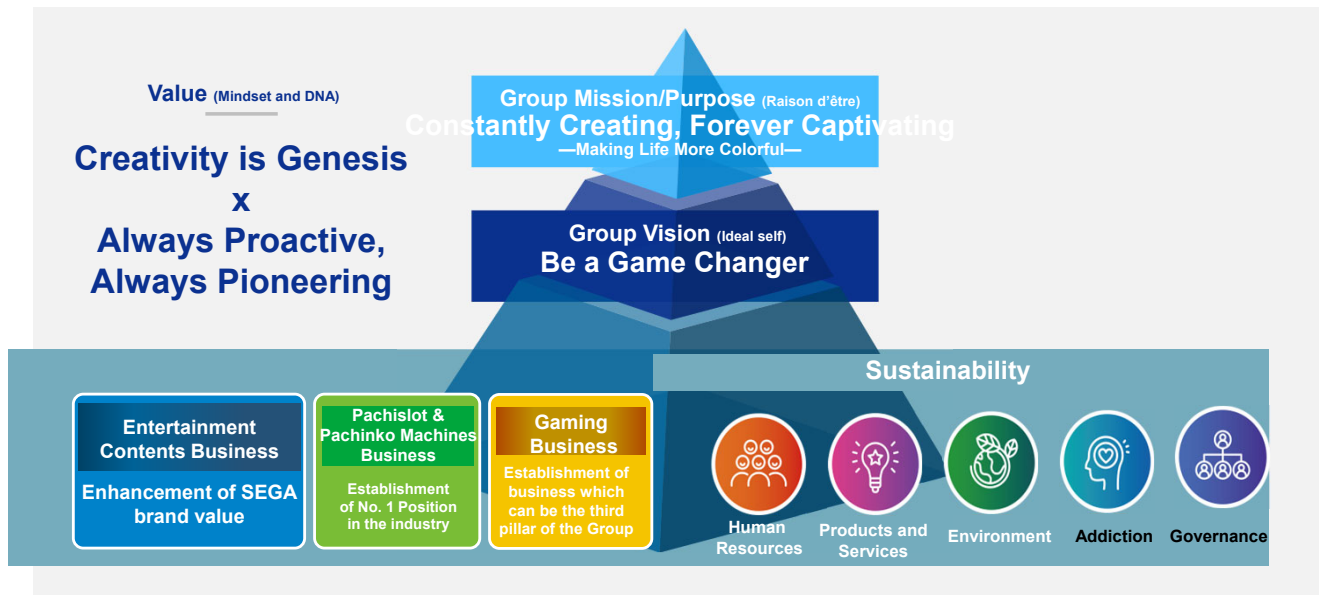 Value (Mindset and DNA)
Creativity is Genesis
x
Always Proactive,
Always Pioneering
Group Mission/Purpose (Raison d'être)
Constantly Creating, Forever Captivating
—Making Life More Colorful—
Group Vision (Ideal self)
Be a Game Changer
Entertainment
Contents Business
Enhancement of SEGA
brand value
Pachislot &
Pachinko Machines
Business
Establishment
of No. 1 Position
in the industry
Gaming
Business
Establishment of
business which
can be the third
pillar of the Group
Sustainability
Human
Resources
Products and
Services
Environment
Addiction
Governance